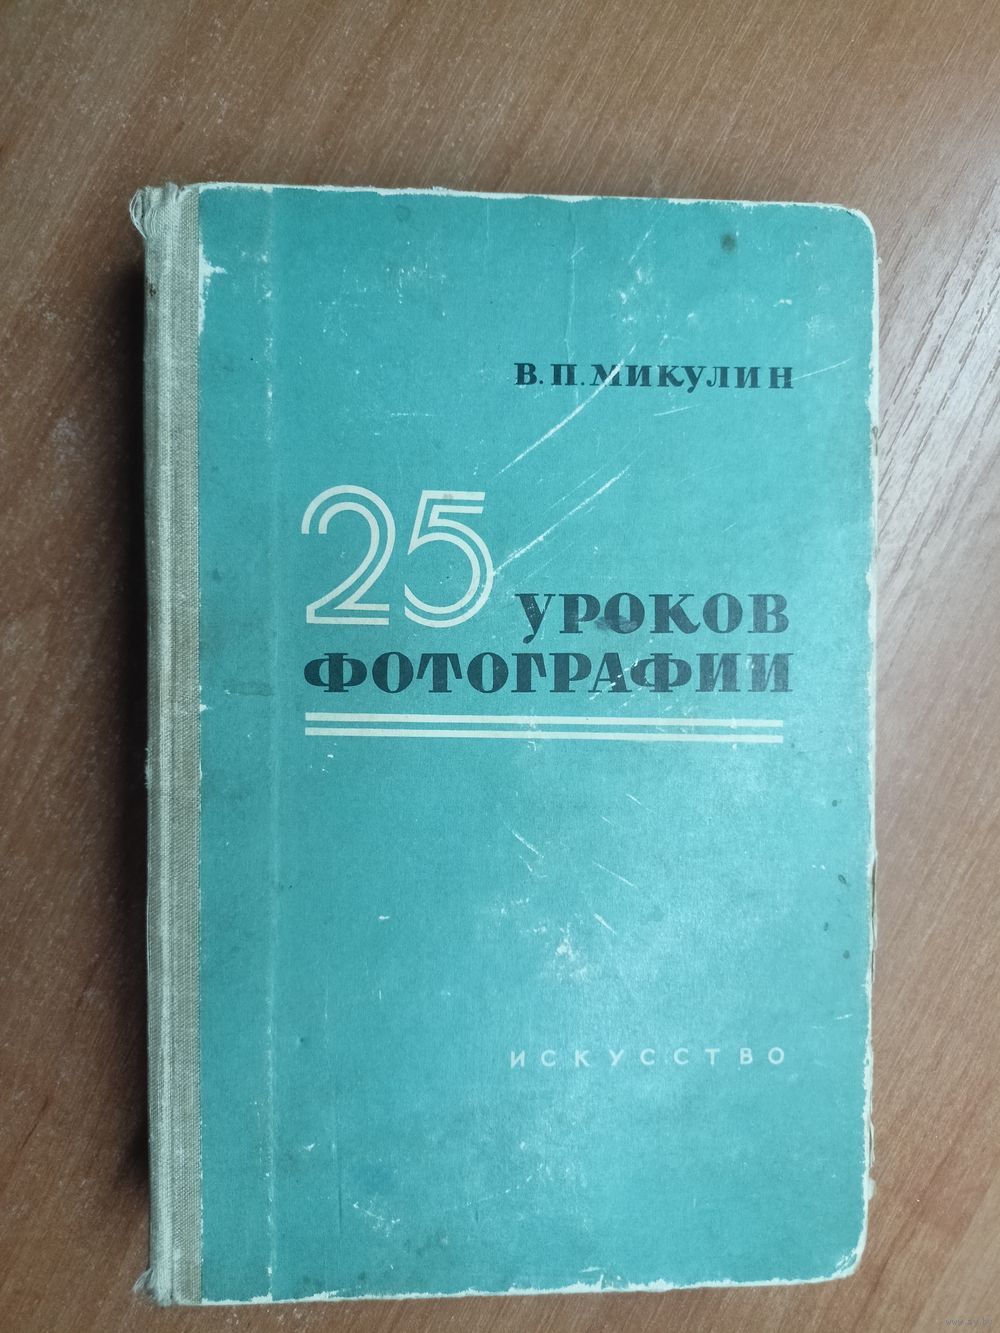 В. П. МИКУЛИН
25 УРОКОВ
ФОТОГРАФИИ
ИСКУССТВО